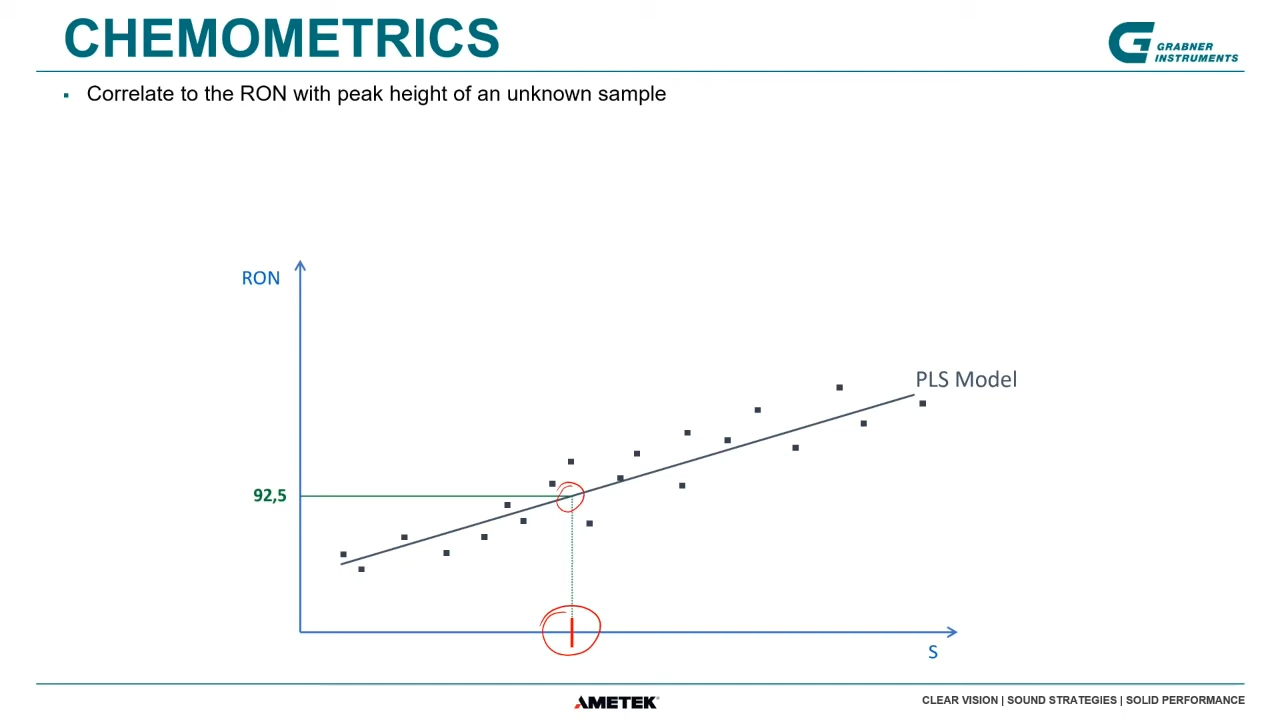 CHEMOMETRICS
GRABNER
INSTRUMENTS
▪ Correlate to the RON with peak height of an unknown sample
RON
PLS Model
92,5
S
AMETEK®
CLEAR VISION | SOUND STRATEGIES | SOLID PERFORMANCE